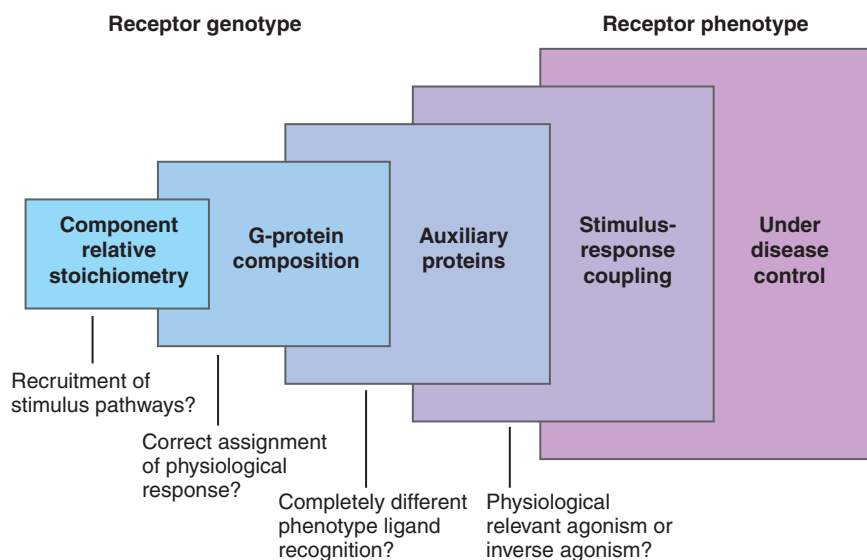 Receptor genotype
Receptor phenotype
Component
relative
stoichiometry
G-protein
composition
Auxiliary
proteins
Stimulus-
response
coupling
Under
disease
control
Recruitment of
stimulus pathways?
Correct assignment
of physiological
response?
Completely different
phenotype ligand
recognition?
Physiological
relevant agonism or
inverse agonism?